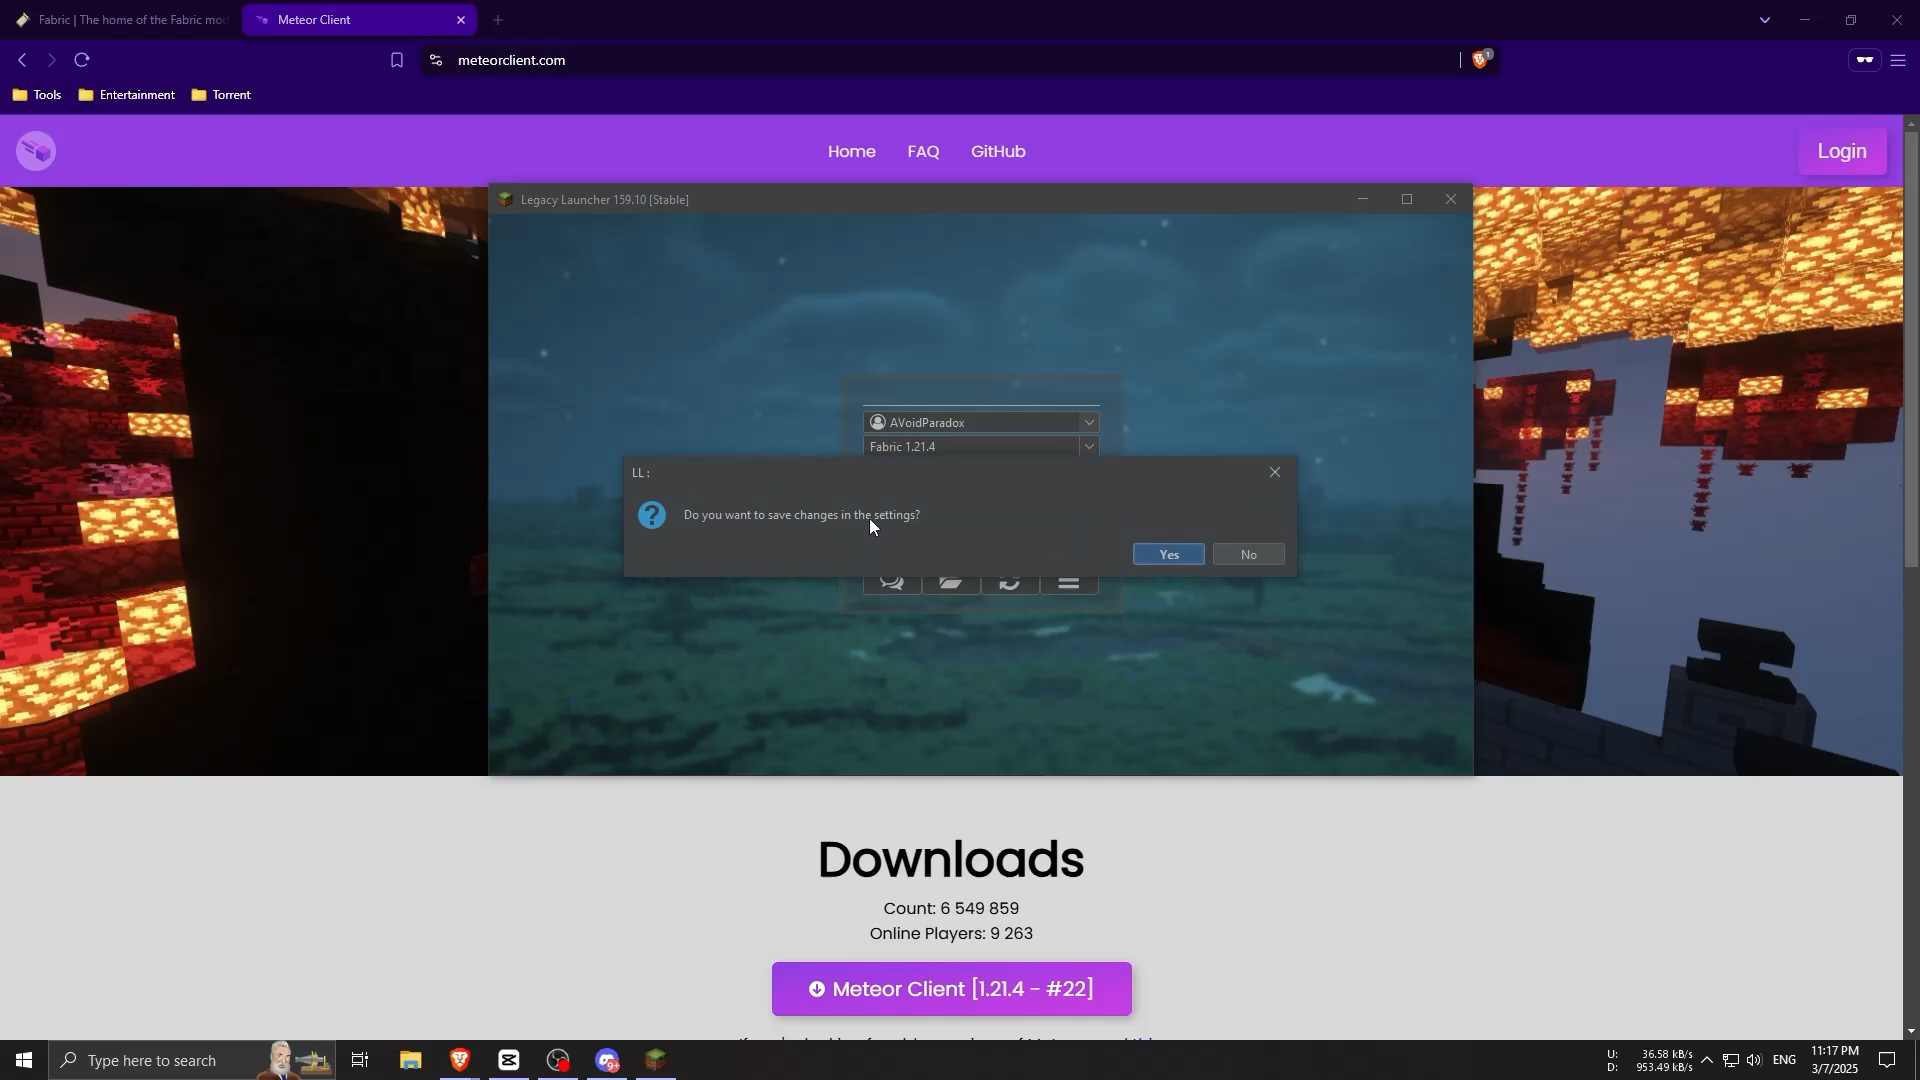 Fabric | The home of the Fabric mod
Meteor Client
meteorclient.com
1
Tools
Entertainment
Torrent
Home
FAQ
GitHub
Login
Legacy Launcher 159.10 [Stable]
AVoidParadox
Fabric 1.21.4
LL :
Do you want to save changes in the settings?
Yes
No
Downloads
Count: 6 549 859
Online Players: 9 263
Meteor Client [1.21.4 - #22]
Type here to search
9+
U: 36.58 kB/s
D: 953.49 kB/s
ENG
11:17 PM
3/7/2025